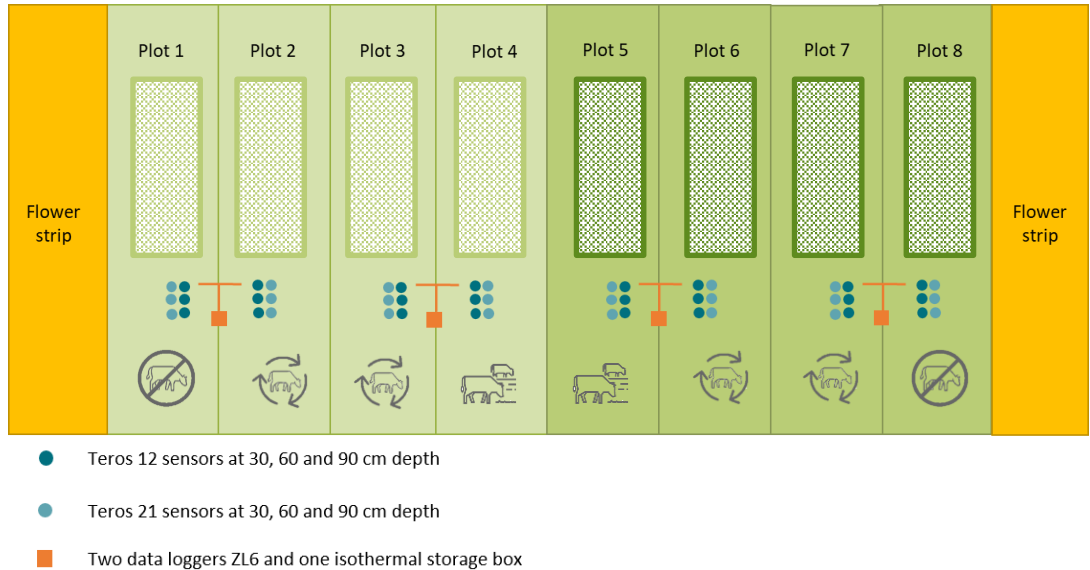 Plot 1
Plot 2
Plot 3
Plot 4
Plot 5
Plot 6
Plot 7
Plot 8
Flower
strip
Flower
strip
Teros 12 sensors at 30, 60 and 90 cm depth
Teros 21 sensors at 30, 60 and 90 cm depth
Two data loggers ZL6 and one isothermal storage box